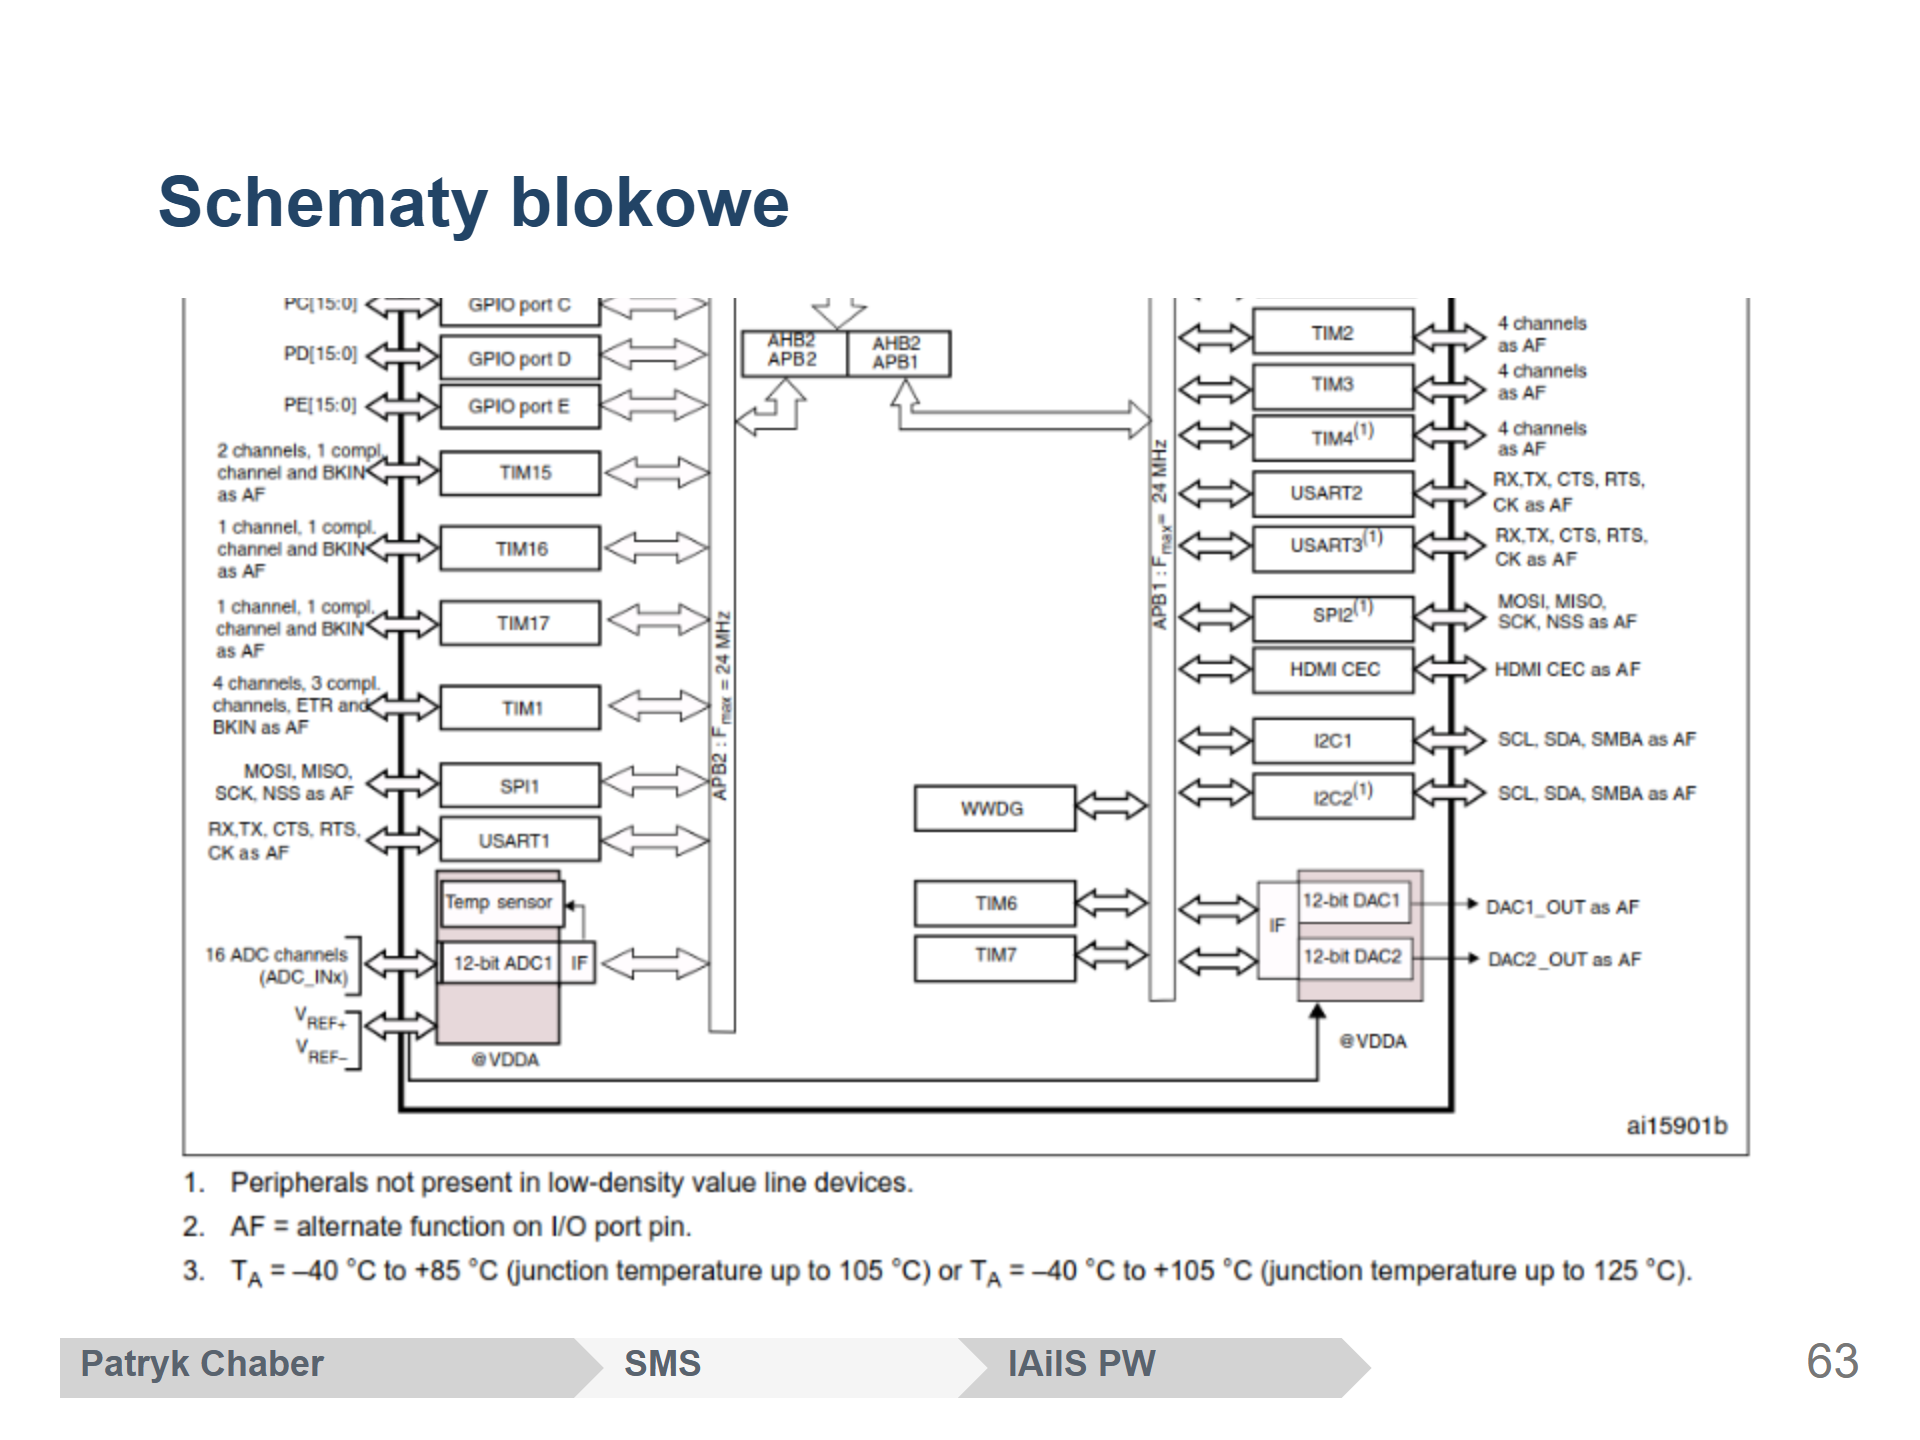 Schematy blokowe
PC[15:0]
GPIO port C
PD[15:0]
GPIO port D
PE[15:0]
GPIO port E
2 channels, 1 compl.
channel and BKIN
as AF
TIM15
1 channel, 1 compl.
channel and BKIN
as AF
TIM16
1 channel, 1 compl.
channel and BKIN
as AF
TIM17
4 channels, 3 compl.
channels, ETR and
BKIN as AF
TIM1
MOSI, MISO,
SCK, NSS as AF
SPI1
RX,TX, CTS, RTS,
CK as AF
USART1
Temp sensor
16 ADC channels
(ADC_INx)
12-bit ADC1
IF
VREF+
VREF–
@VDDA
APB2 : Fmax = 24 MHz
AHB2
APB2
AHB2
APB1
WWDG
TIM6
TIM7
APB1 : Fmax = 24 MHz
TIM2
4 channels
as AF
TIM3
4 channels
as AF
TIM4(1)
4 channels
as AF
USART2
RX,TX, CTS, RTS,
CK as AF
USART3(1)
RX,TX, CTS, RTS,
CK as AF
SPI2(1)
MOSI, MISO,
SCK, NSS as AF
HDMI CEC
HDMI CEC as AF
I2C1
SCL, SDA, SMBA as AF
I2C2(1)
SCL, SDA, SMBA as AF
IF
12-bit DAC1
DAC1_OUT as AF
12-bit DAC2
DAC2_OUT as AF
@VDDA
ai15901b
1. Peripherals not present in low-density value line devices.
2. AF = alternate function on I/O port pin.
3. TA = –40 °C to +85 °C (junction temperature up to 105 °C) or TA = –40 °C to +105 °C (junction temperature up to 125 °C).
Patryk Chaber
SMS
IAiIS PW
63